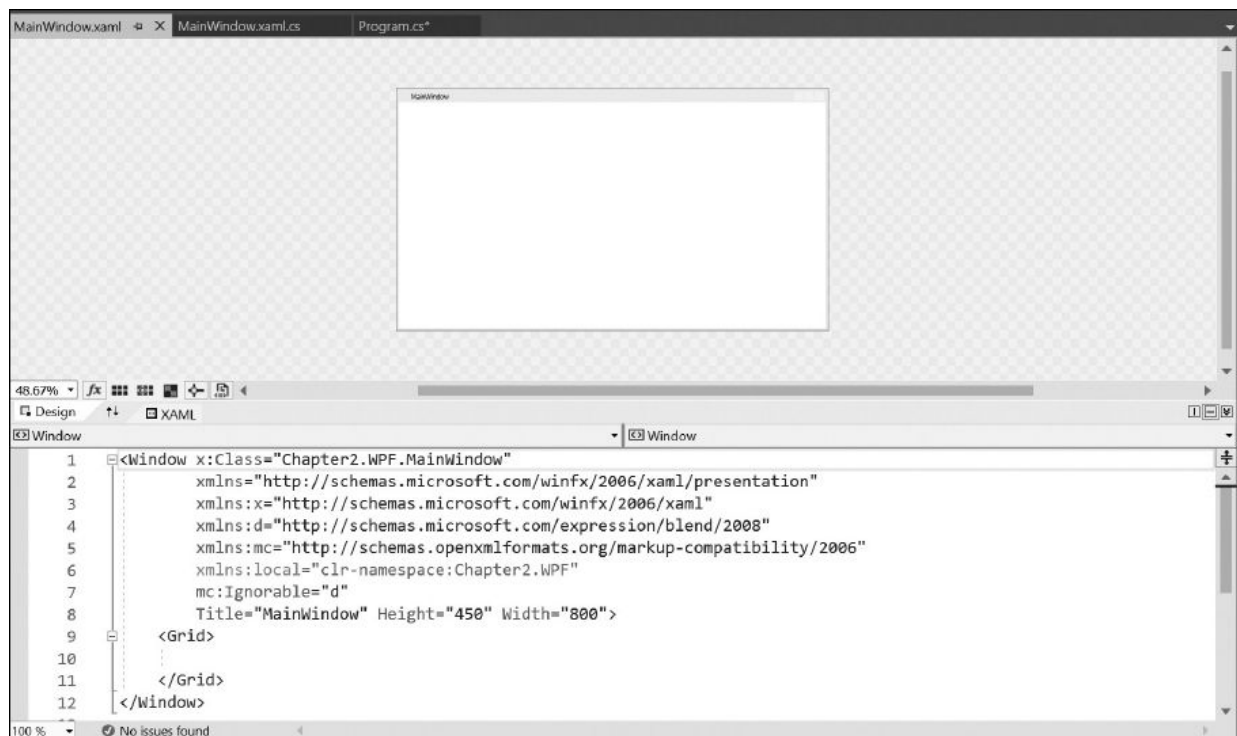 MainWindow.xaml MainWindow.xaml.cs Program.cs*
MainWindow
48.67% fx
Design XAML
Window Window
1 <Window x:Class="Chapter2.WPF.MainWindow"
2 xmlns="http://schemas.microsoft.com/winfx/2006/xaml/presentation"
3 xmlns:x="http://schemas.microsoft.com/winfx/2006/xaml"
4 xmlns:d="http://schemas.microsoft.com/expression/blend/2008"
5 xmlns:mc="http://schemas.openxmlformats.org/markup-compatibility/2006"
6 xmlns:local="clr-namespace:Chapter2.WPF"
7 mc:Ignorable="d"
8 Title="MainWindow" Height="450" Width="800">
9 <Grid>
10
11 </Grid>
12 </Window>
100 % No issues found